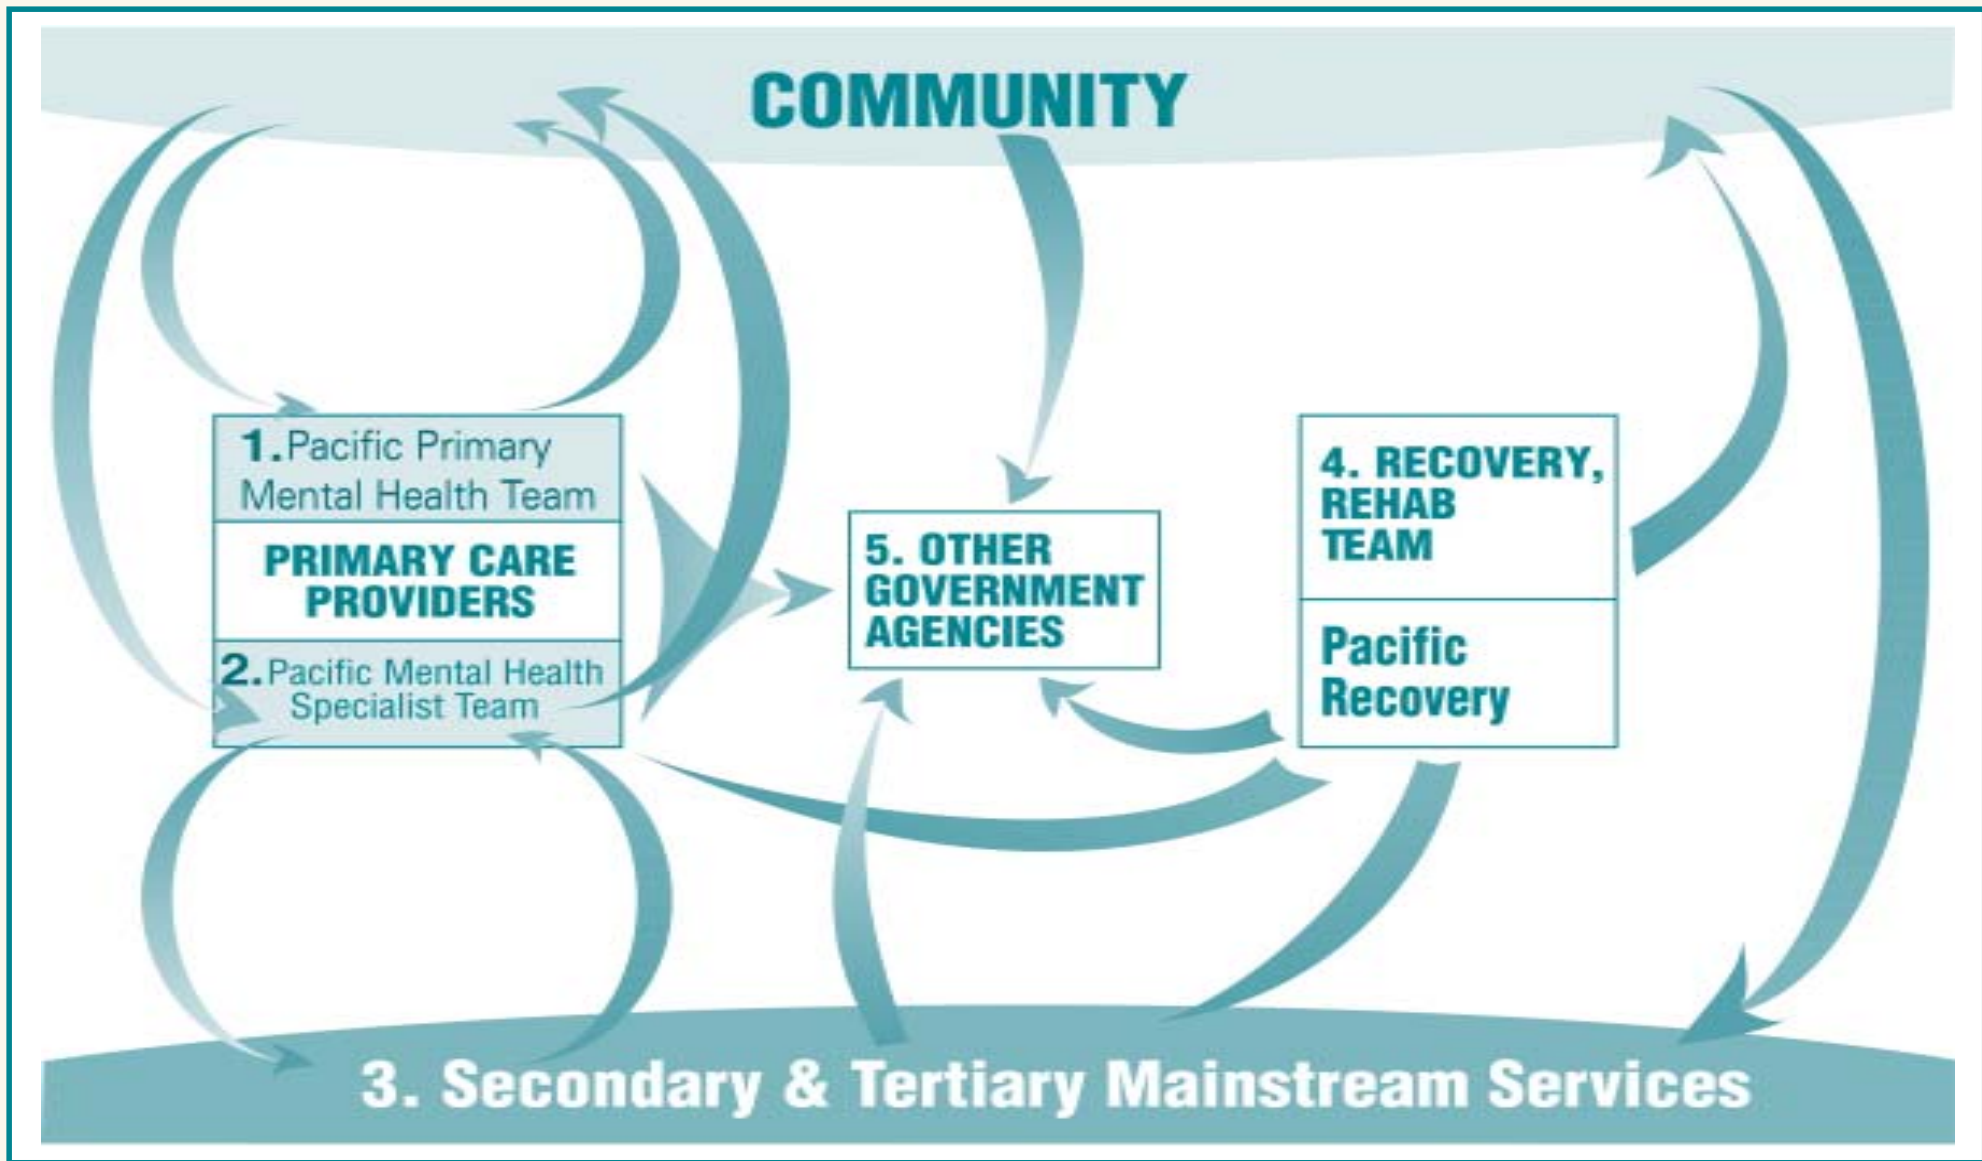 COMMUNITY
1. Pacific Primary
Mental Health Team
PRIMARY CARE
PROVIDERS
2. Pacific Mental Health
Specialist Team
5. OTHER
GOVERNMENT
AGENCIES
4. RECOVERY,
REHAB
TEAM
Pacific
Recovery
3. Secondary & Tertiary Mainstream Services